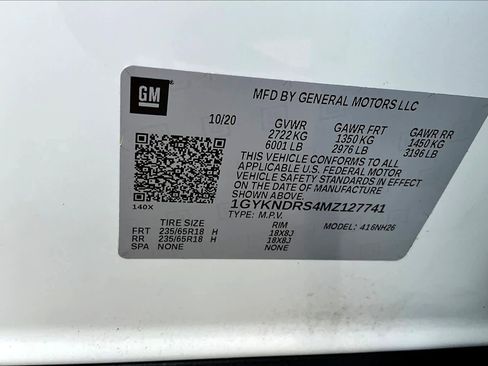 GM
MFD BY GENERAL MOTORS LLC
10/20 GVWR GAWR FRT GAWR RR
2722 KG 1350 KG 1450 KG
6001 LB 2976 LB 3196 LB
THIS VEHICLE CONFORMS TO ALL
APPLICABLE U.S. FEDERAL MOTOR
VEHICLE SAFETY STANDARDS IN EFFECT
ON THE DATE OF MANUFACTURE
SHOWN ABOVE.
140X 1GYKNDRS4MZ127741
TYPE: M.P.V. MODEL: 416NH26
TIRE SIZE RIM
FRT 235/65R18 H 18X8J
RR 235/65R18 H 18X8J
SPA NONE NONE